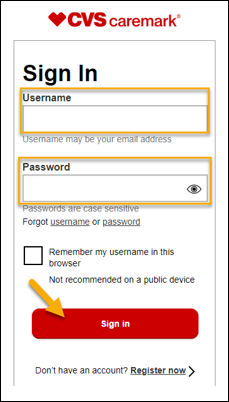 CVS caremark®
Sign In
Username
Username may be your email address
Password
Passwords are case sensitive
Forgot username or password
Remember my username in this
browser
Not recommended on a public device
Sign in
Don't have an account? Register now